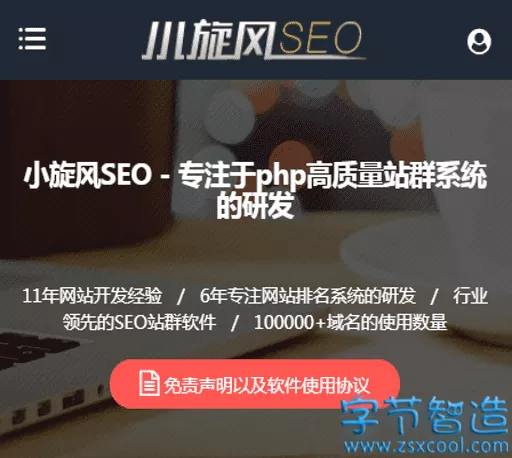 小旋风SEO
小旋风SEO - 专注于php高质量站群系统
的研发
11年网站开发经验 / 6年专注网站排名系统的研发 / 行业
领先的SEO站群软件 / 100000+域名的使用数量
免责声明以及软件使用协议
字节智造
www.zsxcool.com